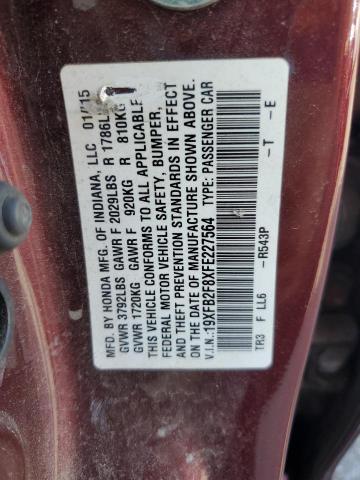 MFD. BY HONDA MFG. OF INDIANA, LLC 01/15
GVWR 3792LBS GAWR F 2029LBS R 1786L
GVWR 1720KG GAWR F 920KG R 810KG
THIS VEHICLE CONFORMS TO ALL APPLICABLE
FEDERAL MOTOR VEHICLE SAFETY, BUMPER,
AND THEFT PREVENTION STANDARDS IN EFFECT
ON THE DATE OF MANUFACTURE SHOWN ABOVE.
V.I.N.:19XFB2F8XFE227564 TYPE: PASSENGER CAR
TR3 F LL6 -R543P -T -E